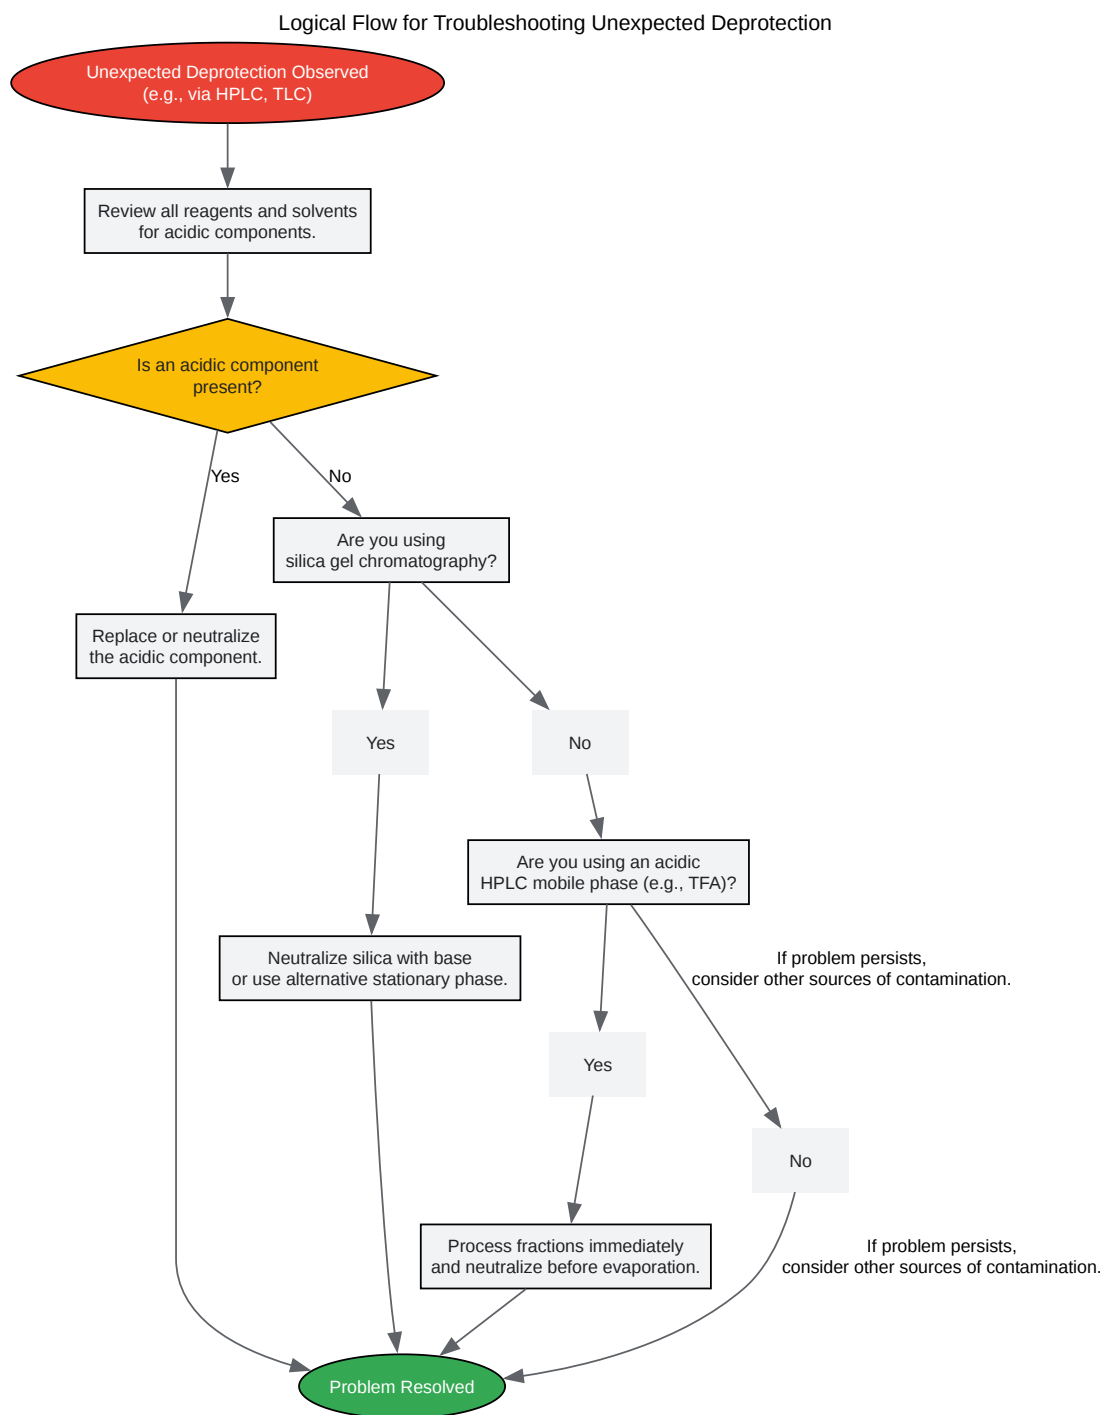 Logical Flow for Troubleshooting Unexpected Deprotection
Unexpected Deprotection Observed
(e.g., via HPLC, TLC)
Review all reagents and solvents
for acidic components.
Is an acidic component
present?
Yes
No
Are you using
silica gel chromatography?
Replace or neutralize
the acidic component.
Yes
No
Are you using an acidic
HPLC mobile phase (e.g., TFA)?
Neutralize silica with base
or use alternative stationary phase.
If problem persists,
consider other sources of contamination.
Yes
No
Process fractions immediately
and neutralize before evaporation.
If problem persists,
consider other sources of contamination.
Problem Resolved